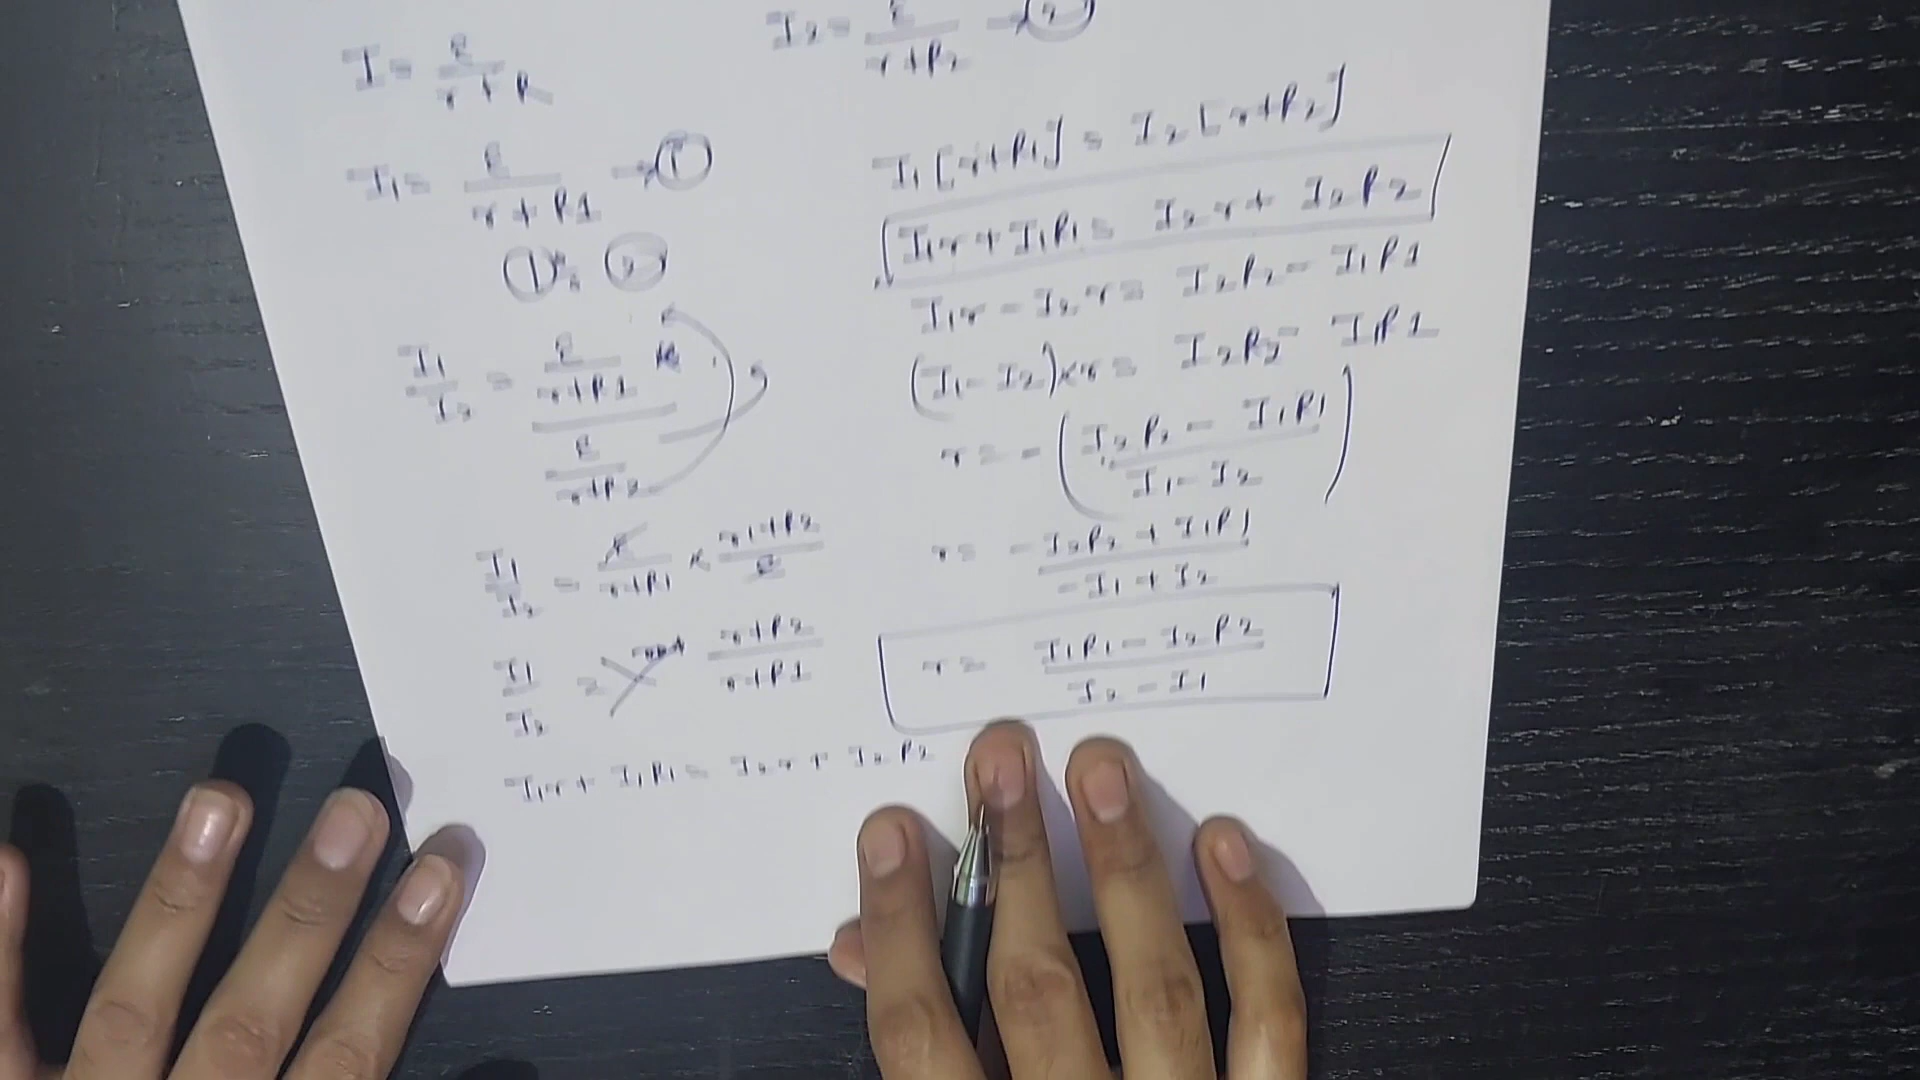 I = E / r + R
I1 = E / r + R1 → ①
① ÷ ②
I1 / I2 = E / r+R1 / E / r+R2
I1 / I2 = E / r+R1 × r1+R2 / E
I1 / I2 = r+R2 / r+R1
I1r + I1R1 = I2r + I2R2
I2 = E / r+R2 → ②
I1[r+R1] = I2[r+R2]
I1r + I1R1 = I2r + I2R2
I1r - I2r = I2R2 - I1R1
(I1 - I2)×r = I2R2 - I1R1
r = - (I2R2 - I1R1 / I1 - I2)
r = -I2R2 + I1R1 / -I1 + I2
r = I1R1 - I2R2 / I2 - I1